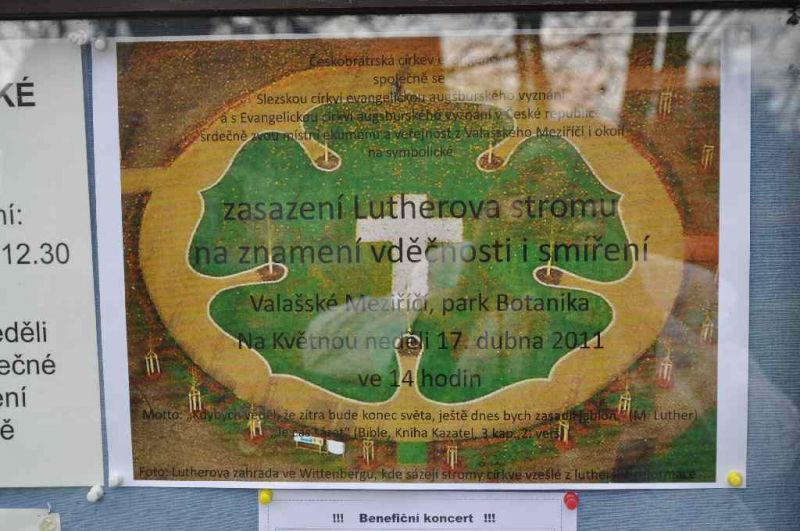 Českobratrská církev
společně se
Slezskou církví evangelickou augsburského vyznání
a s Evangelickou církví augsburského vyznání v České republice
srdečně zvou místní ekumenu a veřejnost z Valašského Meziříčí i okolí
na symbolické
zasazení Lutherova stromu
na znamení vděčnosti i smíření
Valašské Meziříčí, park Botanika
Na Květnou neděli 17. dubna 2011
ve 14 hodin
Motto: „Kdybych věděl, že zítra bude konec světa, ještě dnes bych zasadil jabloň. (M. Luther)
Je čas sázet" (Bible, Kniha Kazatel, 3 kap., 2. verš)
Foto: Lutherova zahrada ve Wittenbergu, kde sázejí stromy církve vzešlé z reformace
KÉ
ní:
12.30
eděli
ečné
ení
ě
!!! Benefiční koncert !!!